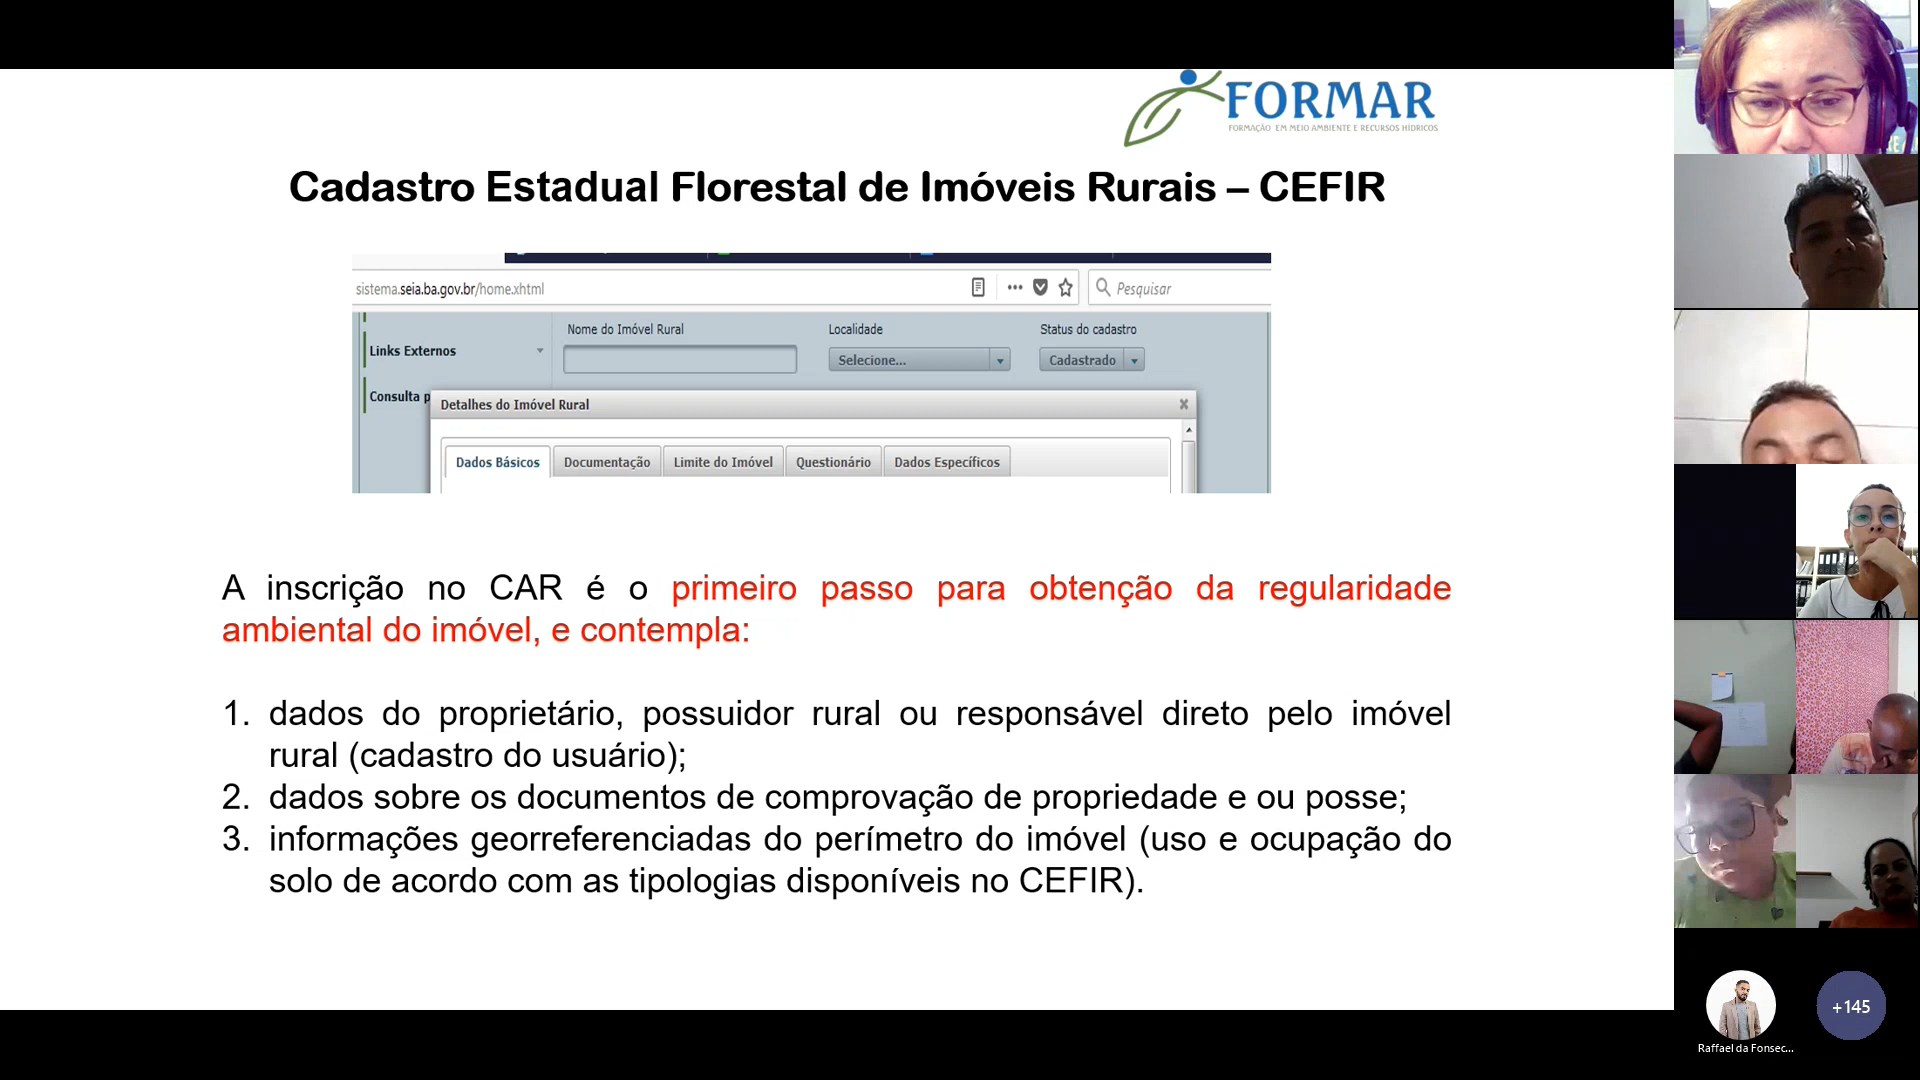 FORMAR
FORMAÇÃO EM MEIO AMBIENTE E RECURSOS HÍDRICOS
Cadastro Estadual Florestal de Imóveis Rurais – CEFIR
sistema.seia.ba.gov.br/home.xhtml
Pesquisar
Links Externos
Nome do Imóvel Rural
Localidade
Status do cadastro
Selecione...
Cadastrado
Consulta p
Detalhes do Imóvel Rural
Dados Básicos
Documentação
Limite do Imóvel
Questionário
Dados Específicos
A inscrição no CAR é o primeiro passo para obtenção da regularidade
ambiental do imóvel, e contempla:
1. dados do proprietário, possuidor rural ou responsável direto pelo imóvel
rural (cadastro do usuário);
2. dados sobre os documentos de comprovação de propriedade e ou posse;
3. informações georreferenciadas do perímetro do imóvel (uso e ocupação do
solo de acordo com as tipologias disponíveis no CEFIR).
+145
Raffael da Fonsec...